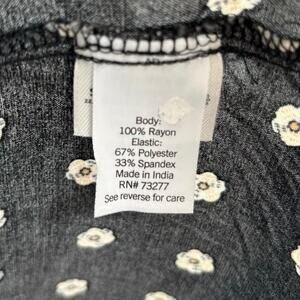 Body:
100% Rayon
Elastic:
67% Polyester
33% Spandex
Made in India
RN# 73277
See reverse for care